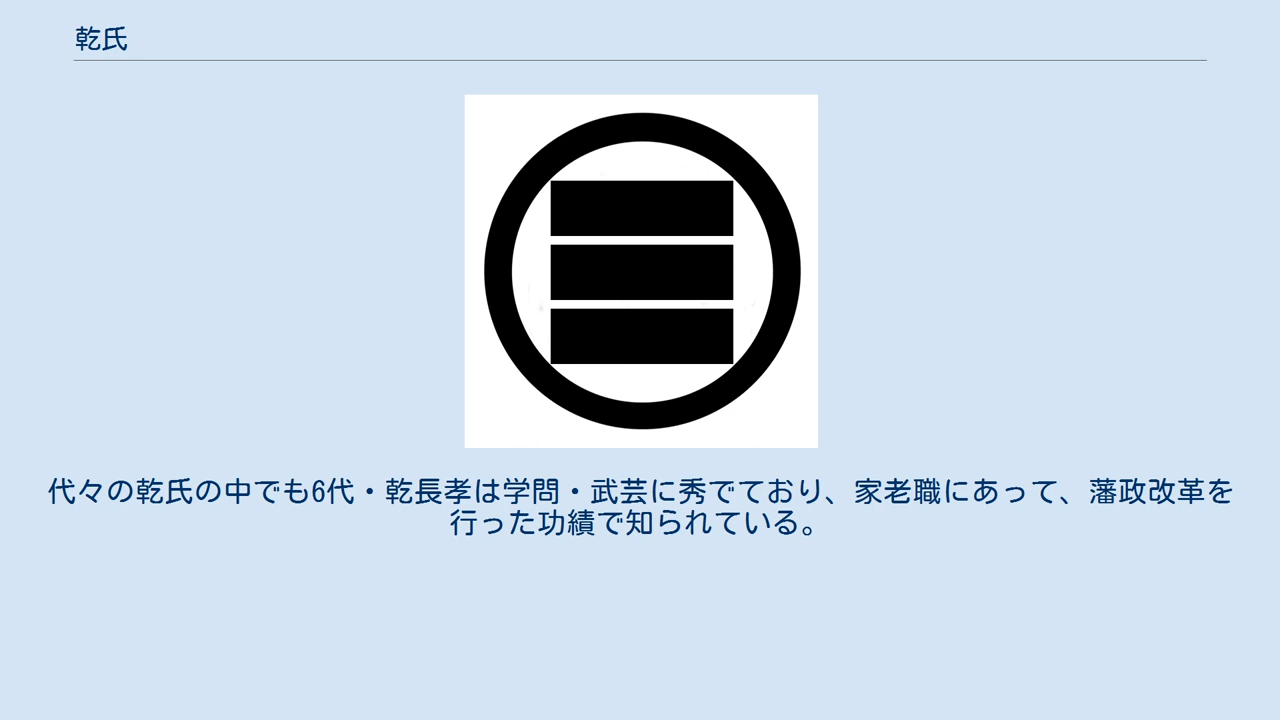 乾氏
代々の乾氏の中でも6代・乾長孝は学問・武芸に秀でており、家老職にあって、藩政改革を
行った功績で知られている。